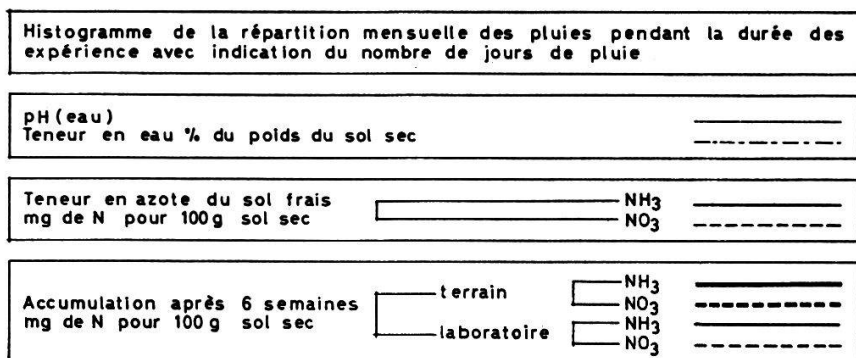 Histogramme de la répartition mensuelle des pluies pendant la durée des
expérience avec indication du nombre de jours de pluie
pH (eau)
Teneur en eau % du poids du sol sec
Teneur en azote du sol frais
mg de N pour 100 g sol sec
NH3
NO3
Accumulation après 6 semaines
mg de N pour 100 g sol sec
terrain
NH3
NO3
laboratoire
NH3
NO3